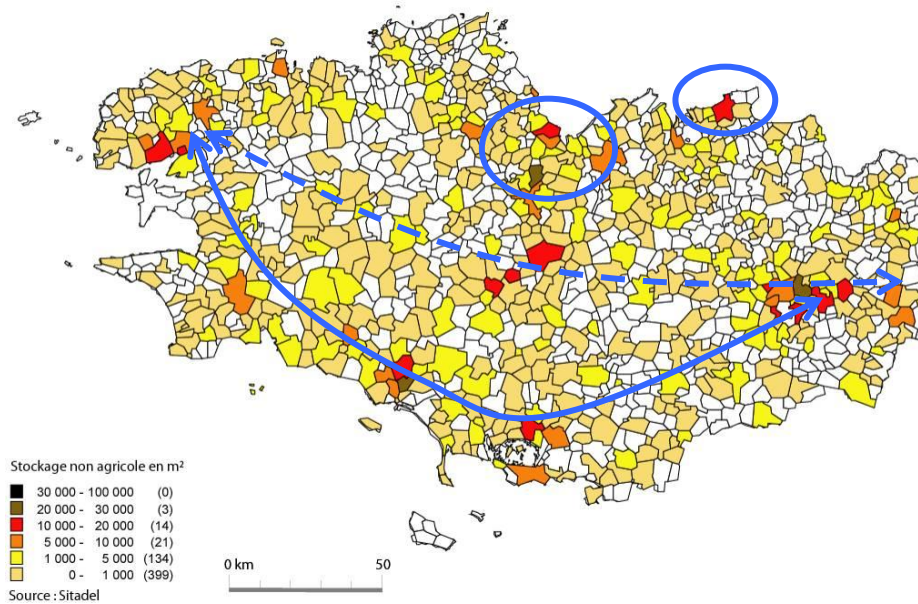 Stockage non agricole en m²
30 000 - 100 000 (0)
20 000 - 30 000 (3)
10 000 - 20 000 (14)
5 000 - 10 000 (21)
1 000 - 5 000 (134)
0 - 1 000 (399)
0 km 50
Source : Sitadel